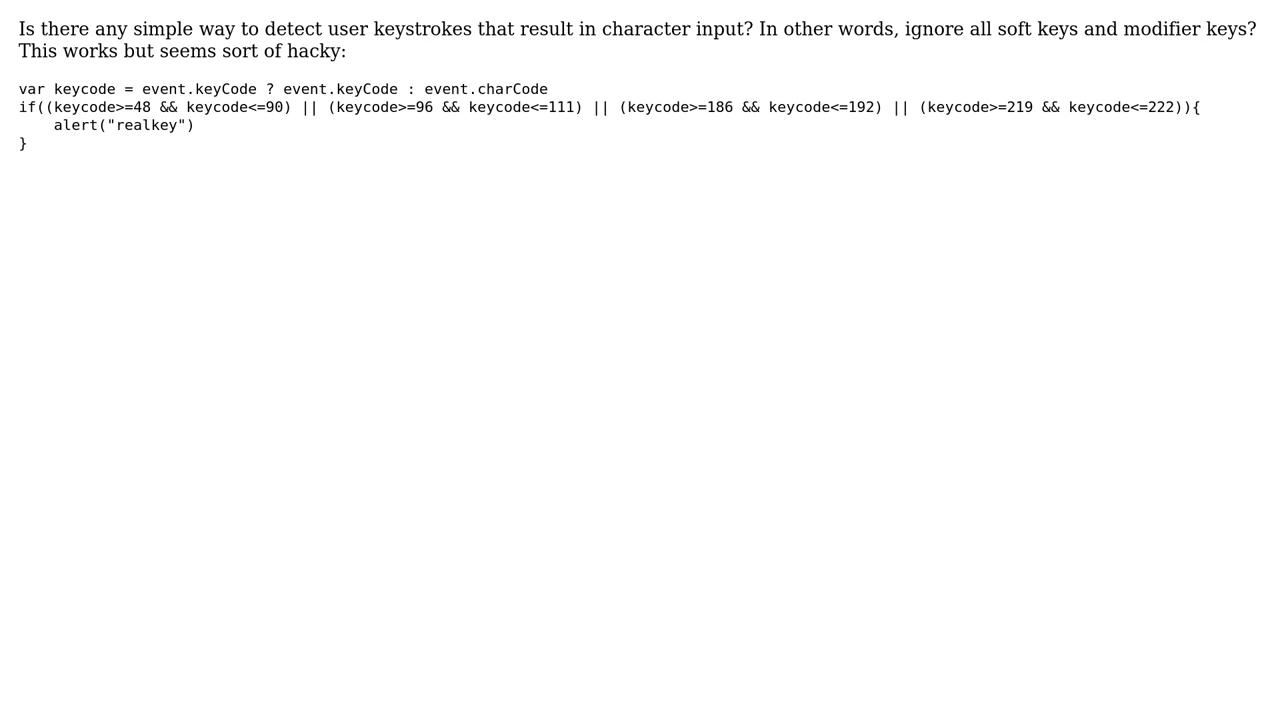 Is there any simple way to detect user keystrokes that result in character input? In other words, ignore all soft keys and modifier keys?
This works but seems sort of hacky:
var keycode = event.keyCode ? event.keyCode : event.charCode
if((keycode>=48 && keycode<=90) || (keycode>=96 && keycode<=111) || (keycode>=186 && keycode<=192) || (keycode>=219 && keycode<=222)){
    alert("realkey")
}